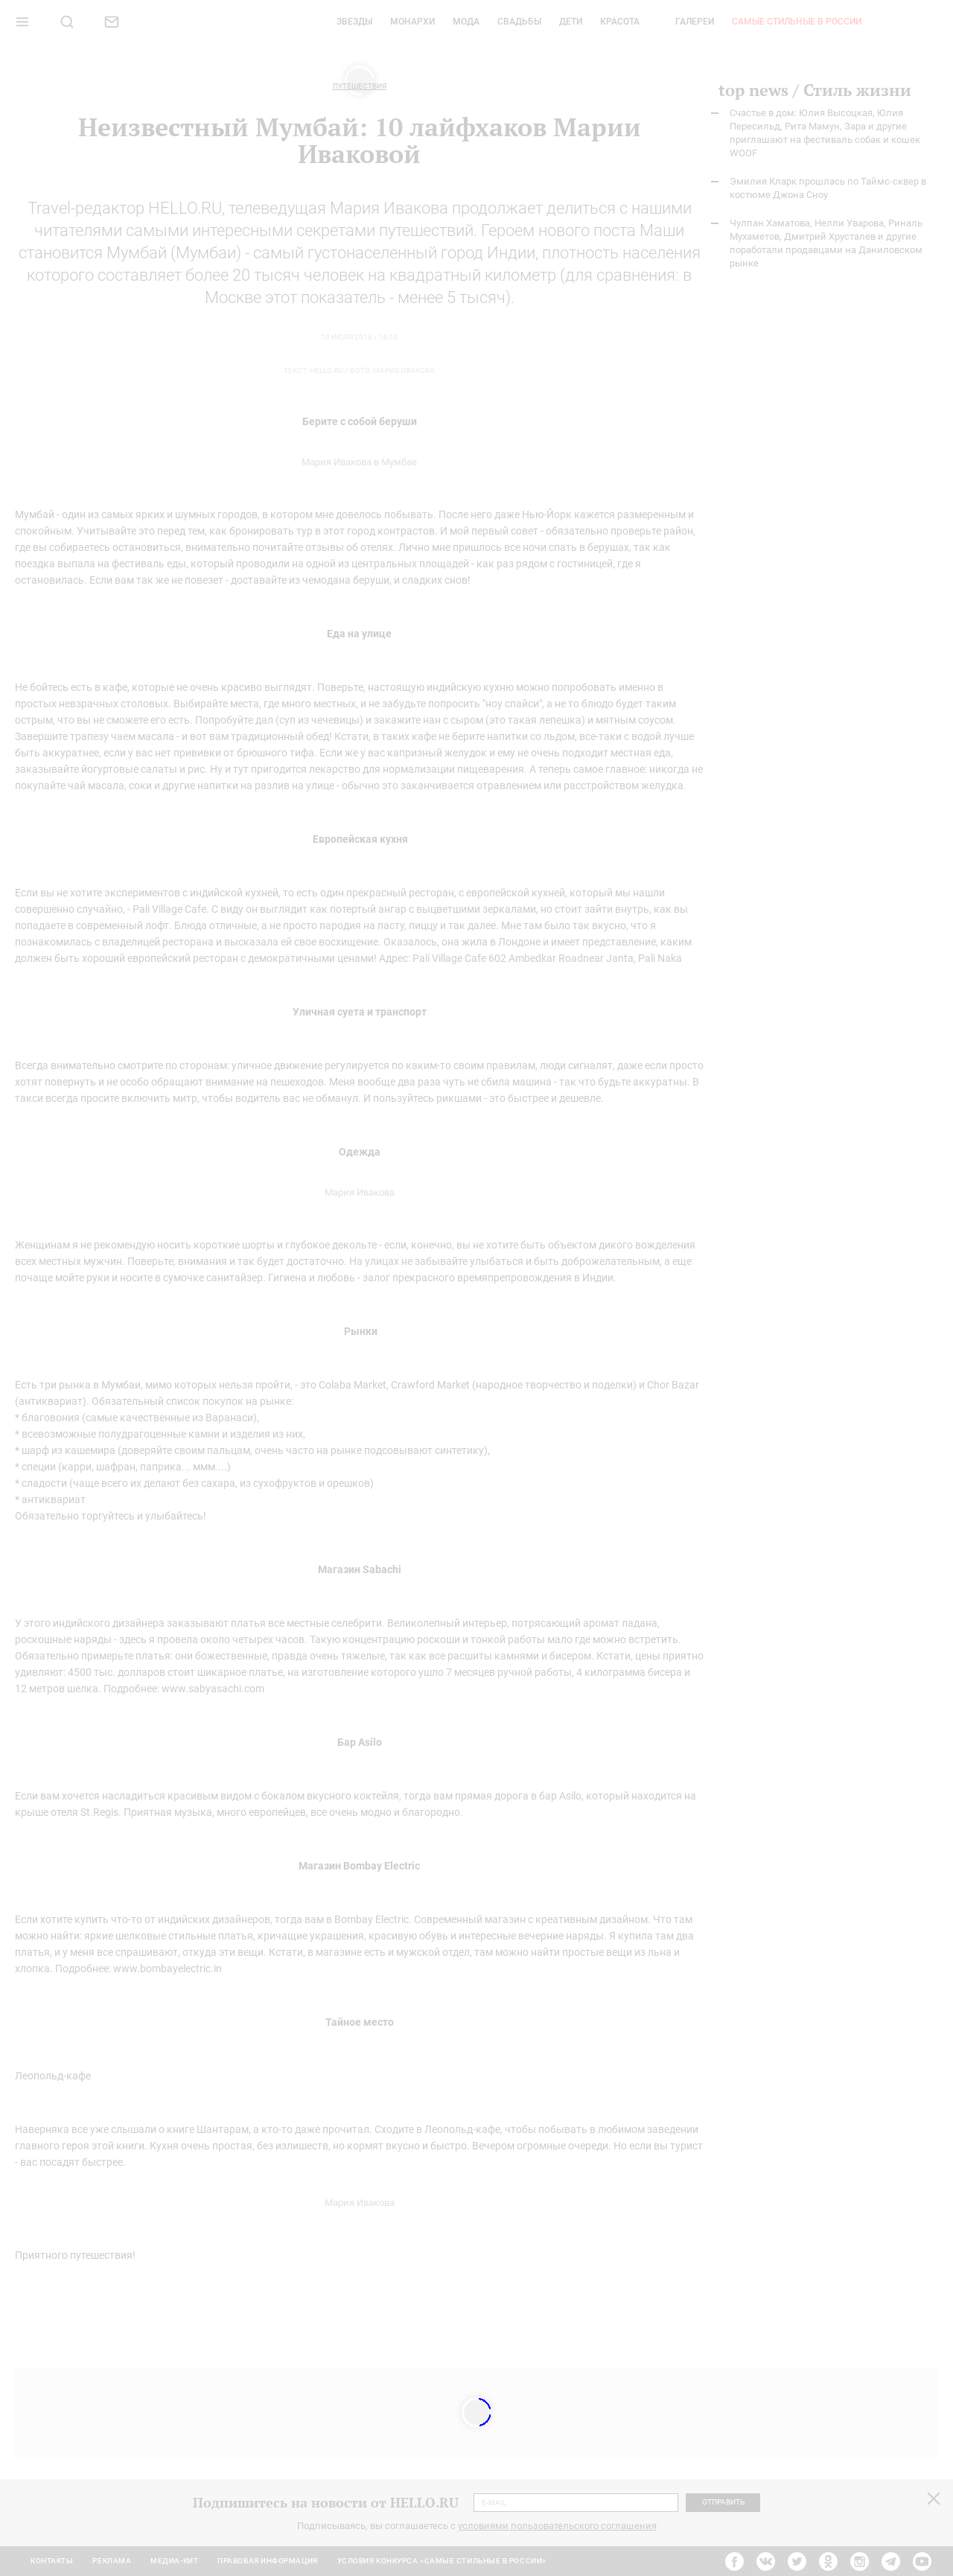 ЗВЕЗДЫ МОНАРХИ МОДА СВАДЬБЫ ДЕТИ КРАСОТА ГАЛЕРЕИ САМЫЕ СТИЛЬНЫЕ В РОССИИ
ПУТЕШЕСТВИЯ
Неизвестный Мумбай: 10 лайфхаков Марии
Иваковой
Travel-редактор HELLO.RU, телеведущая Мария Ивакова продолжает делиться с нашими
читателями самыми интересными секретами путешествий. Героем нового поста Маши
становится Мумбай (Мумбаи) - самый густонаселенный город Индии, плотность населения
которого составляет более 20 тысяч человек на квадратный километр (для сравнения: в
Москве этот показатель - менее 5 тысяч).
ТЕКСТ: HELLO.RU / ФОТО: МАРИЯ ИВАКОВА
Берите с собой беруши
Мария Ивакова в Мумбае
Мумбай - один из самых ярких и шумных городов, в котором мне довелось побывать. После него даже Нью-Йорк кажется размеренным и
спокойным. Учитывайте это перед тем, как бронировать тур в этот город контрастов. И мой первый совет - обязательно проверьте район,
где вы собираетесь остановиться, внимательно почитайте отзывы об отелях. Лично мне пришлось все ночи спать в берушах, так как
поездка выпала на фестиваль еды, который проводили на одной из центральных площадей - как раз рядом с гостиницей, где я
остановилась. Если вам так же не повезет - доставайте из чемодана беруши, и сладких снов!
Еда на улице
Не бойтесь есть в кафе, которые не очень красиво выглядят. Поверьте, настоящую индийскую кухню можно попробовать именно в
простых невзрачных столовых. Выбирайте места, где много местных, и не забудьте попросить "ноу спайси", а не то блюдо будет таким
острым, что вы не сможете его есть. Попробуйте дал (суп из чечевицы) и закажите нан с сыром (это такая лепешка) и мятным соусом.
Завершите трапезу чаем масала - и вот вам традиционный обед! Кстати, в таких кафе не берите напитки со льдом, все-таки с водой лучше
быть аккуратнее, если у вас нет прививки от брюшного тифа. Если же у вас капризный желудок и ему не очень подходит местная еда,
заказывайте йогуртовые салаты и рис. Ну и тут пригодится лекарство для нормализации пищеварения. А теперь самое главное: никогда не
покупайте чай масала, соки и другие напитки на разлив на улице - обычно это заканчивается отравлением или расстройством желудка.
Европейская кухня
Если вы не хотите экспериментов с индийской кухней, то есть один прекрасный ресторан, с европейской кухней, который мы нашли
совершенно случайно, - Pali Village Cafe. С виду он выглядит как потертый ангар с выцветшими зеркалами, но стоит зайти внутрь, как вы
попадаете в современный лофт. Блюда отличные, а не просто пародия на пасту, пиццу и так далее. Мне там было так вкусно, что я
познакомилась с владелицей ресторана и высказала ей свое восхищение. Оказалось, она жила в Лондоне и имеет представление, каким
должен быть хороший европейский ресторан с демократичными ценами! Адрес: Pali Village Cafe 602 Ambedkar Roadnear Janta, Pali Naka
Уличная суета и транспорт
Всегда внимательно смотрите по сторонам: уличное движение регулируется по каким-то своим правилам, люди сигналят, даже если просто
хотят повернуть и не особо обращают внимание на пешеходов. Меня вообще два раза чуть не сбила машина - так что будьте аккуратны. В
такси всегда просите включить митр, чтобы водитель вас не обманул. И пользуйтесь рикшами - это быстрее и дешевле.
Одежда
Мария Ивакова
Женщинам я не рекомендую носить короткие шорты и глубокое декольте - если, конечно, вы не хотите быть объектом дикого вожделения
всех местных мужчин. Поверьте, внимания и так будет достаточно. На улицах не забывайте улыбаться и быть доброжелательным, а еще
почаще мойте руки и носите в сумочке санитайзер. Гигиена и любовь - залог прекрасного времяпрепровождения в Индии.
Рынки
Есть три рынка в Мумбаи, мимо которых нельзя пройти, - это Colaba Market, Crawford Market (народное творчество и поделки) и Chor Bazar
(антиквариат). Обязательный список покупок на рынке:
* благовония (самые качественные из Варанаси),
* всевозможные полудрагоценные камни и изделия из них,
* шарф из кашемира (доверяйте своим пальцам, очень часто на рынке подсовывают синтетику),
* специи (карри, шафран, паприка... ммм....)
* сладости (чаще всего их делают без сахара, из сухофруктов и орешков)
* антиквариат
Обязательно торгуйтесь и улыбайтесь!
Магазин Sabachi
У этого индийского дизайнера заказывают платья все местные селебрити. Великолепный интерьер, потрясающий аромат ладана,
роскошные наряды - здесь я провела около четырех часов. Такую концентрацию роскоши и тонкой работы мало где можно встретить.
Обязательно примерьте платья: они божественные, правда очень тяжелые, так как все расшиты камнями и бисером. Кстати, цены приятно
удивляют: 4500 тыс. долларов стоит шикарное платье, на изготовление которого ушло 7 месяцев ручной работы, 4 килограмма бисера и
12 метров шелка. Подробнее: www.sabyasachi.com
Бар Asilo
Если вам хочется насладиться красивым видом с бокалом вкусного коктейля, тогда вам прямая дорога в бар Asilo, который находится на
крыше отеля St.Regis. Приятная музыка, много европейцев, все очень модно и благородно.
Магазин Bombay Electric
Если хотите купить что-то от индийских дизайнеров, тогда вам в Bombay Electric. Современный магазин с креативным дизайном. Что там
можно найти: яркие шелковые стильные платья, кричащие украшения, красивую обувь и интересные вечерние наряды. Я купила там два
платья, и у меня все спрашивают, откуда эти вещи. Кстати, в магазине есть и мужской отдел, там можно найти простые вещи из льна и
хлопка. Подробнее: www.bombayelectric.in
Тайное место
Леопольд-кафе
Наверняка все уже слышали о книге Шантарам, а кто-то даже прочитал. Сходите в Леопольд-кафе, чтобы побывать в любимом заведении
главного героя этой книги. Кухня очень простая, без излишеств, но кормят вкусно и быстро. Вечером огромные очереди. Но если вы турист
- вас посадят быстрее.
Мария Ивакова
Приятного путешествия!
top news / Стиль жизни
Счастье в дом: Юлия Высоцкая, Юлия
Пересильд, Рита Мамун, Зара и другие
приглашают на фестиваль собак и кошек
WOOF
Эмилия Кларк прошлась по Таймс-сквер в
костюме Джона Сноу
Чулпан Хаматова, Нелли Уварова, Риналь
Мухаметов, Дмитрий Хрусталев и другие
поработали продавцами на Даниловском
рынке
Подпишитесь на новости от HELLO.RU E-MAIL ОТПРАВИТЬ
Подписываясь, вы соглашаетесь с условиями пользовательского соглашения
КОНТАКТЫ РЕКЛАМА МЕДИА-КИТ ПРАВОВАЯ ИНФОРМАЦИЯ УСЛОВИЯ КОНКУРСА «САМЫЕ СТИЛЬНЫЕ В РОССИИ»